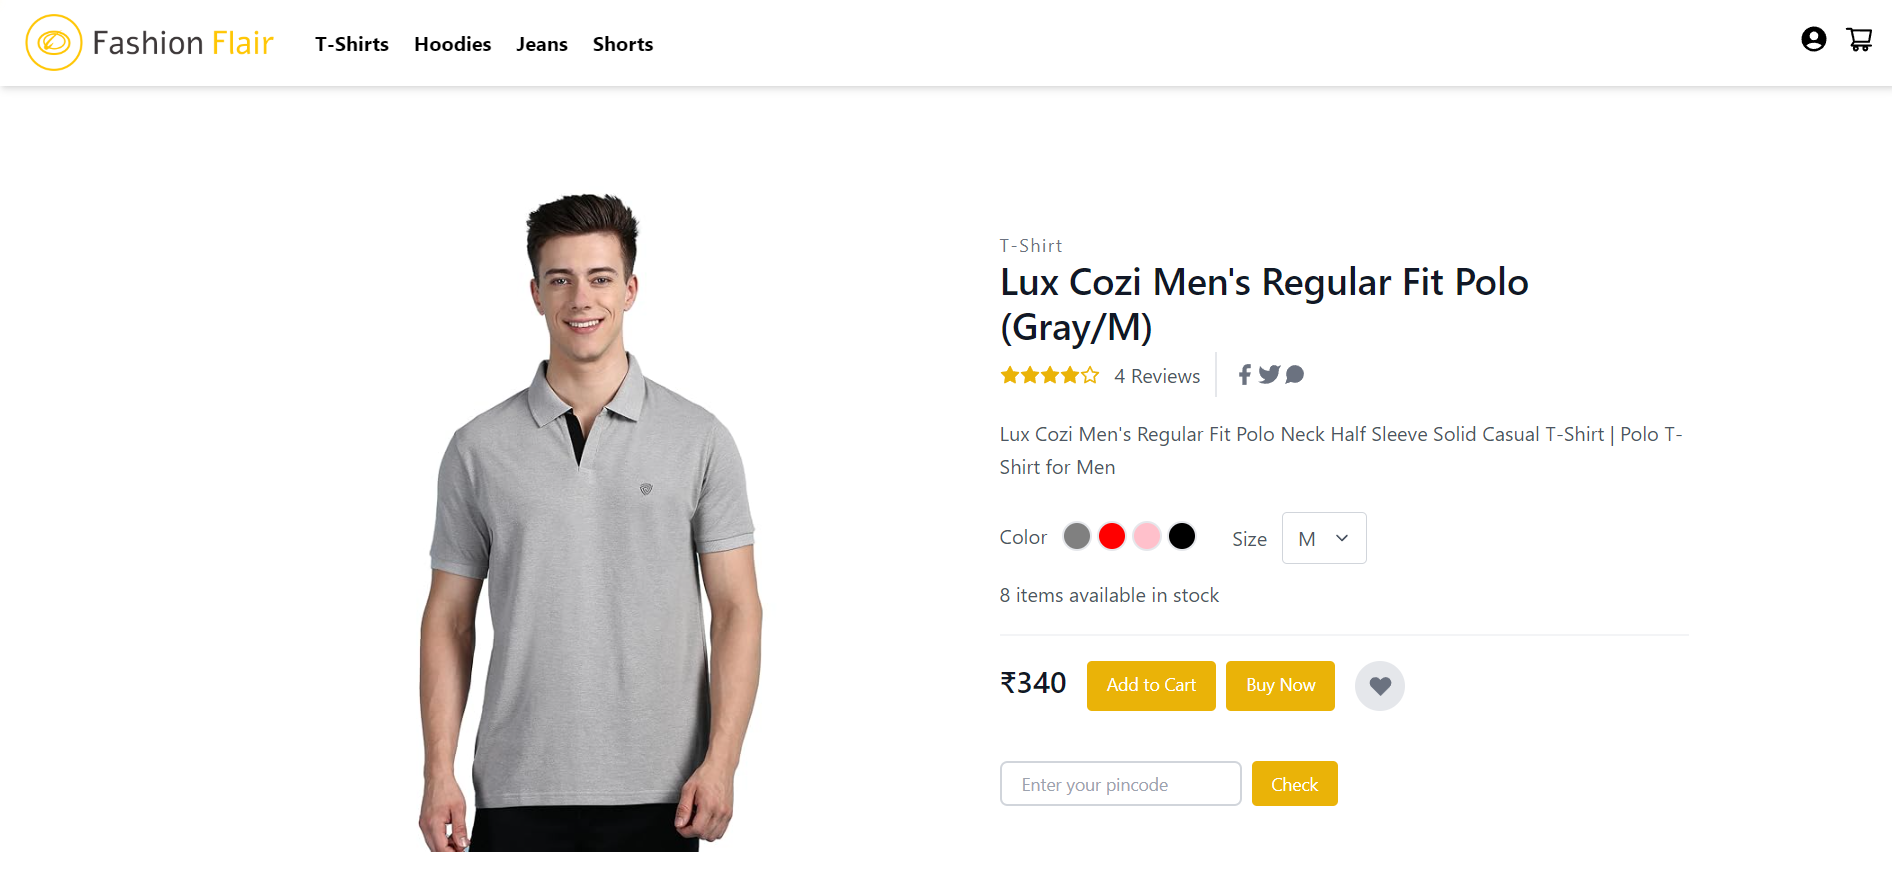 Fashion Flair
T-Shirts Hoodies Jeans Shorts
T-Shirt
Lux Cozi Men's Regular Fit Polo
(Gray/M)
4 Reviews
Lux Cozi Men's Regular Fit Polo Neck Half Sleeve Solid Casual T-Shirt | Polo T-
Shirt for Men
Color Size M
8 items available in stock
₹340 Add to Cart Buy Now
Enter your pincode Check